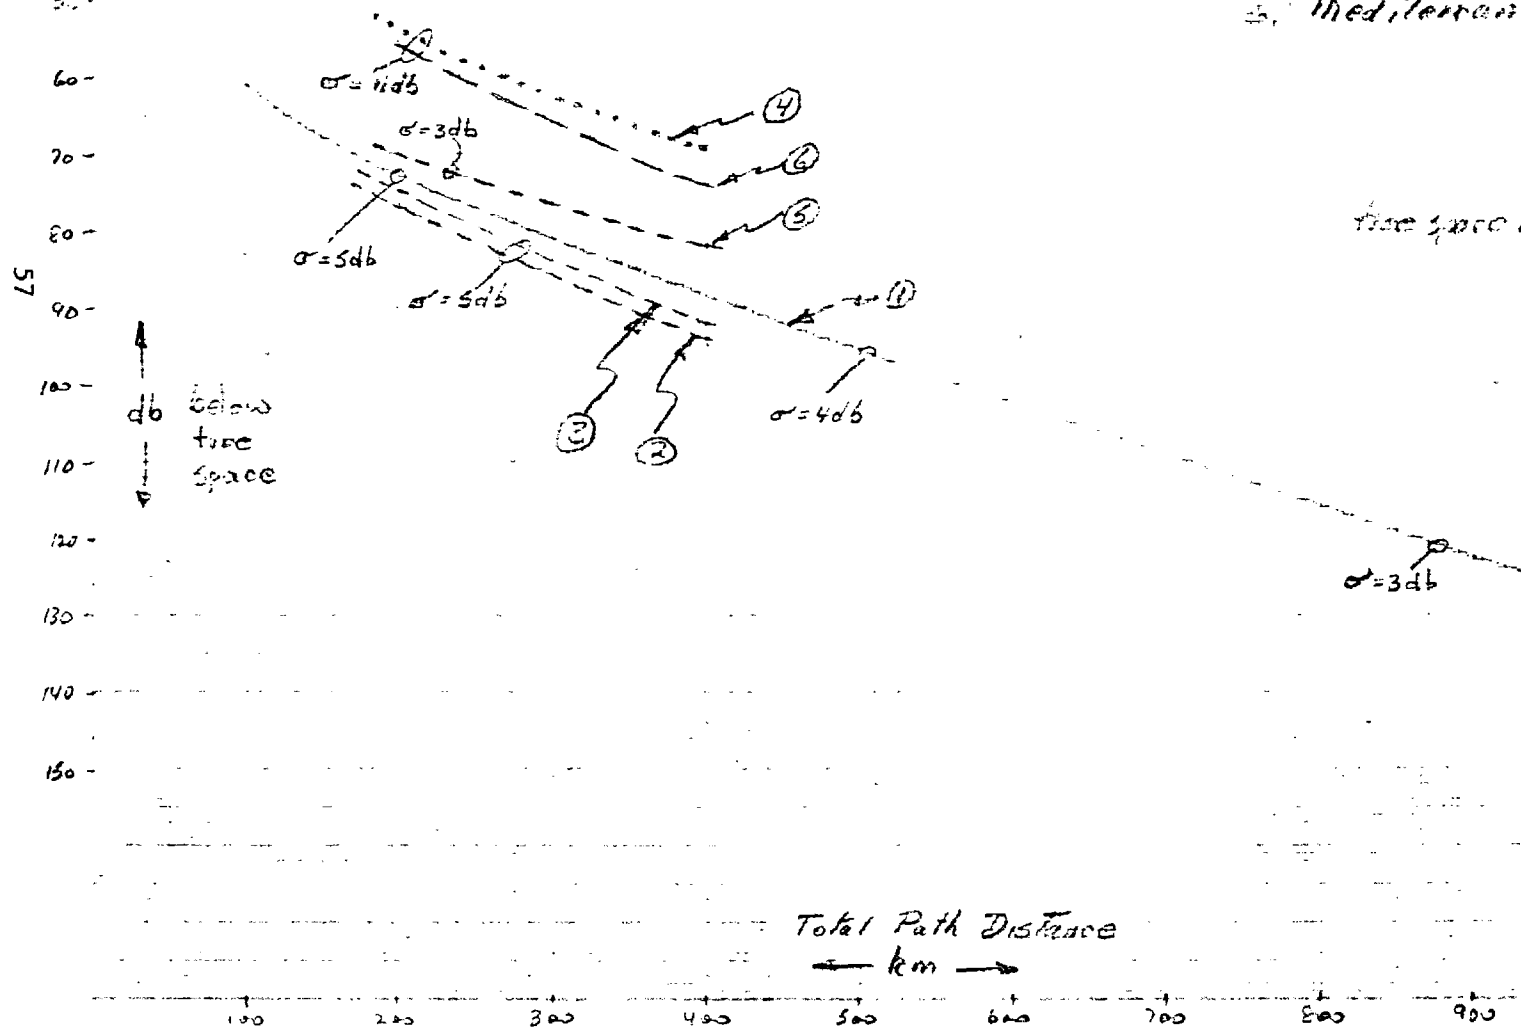 Mediterran
60
σ=11db
④
σ=3db
70
⑥
⑤
80
free space
σ=5db
57
σ=5db
①
90
100
db below
free
space
σ=4db
③
②
110
120
σ=3db
130
140
150
Total Path Distance
km
100 200 300 400 500 600 700 800 900